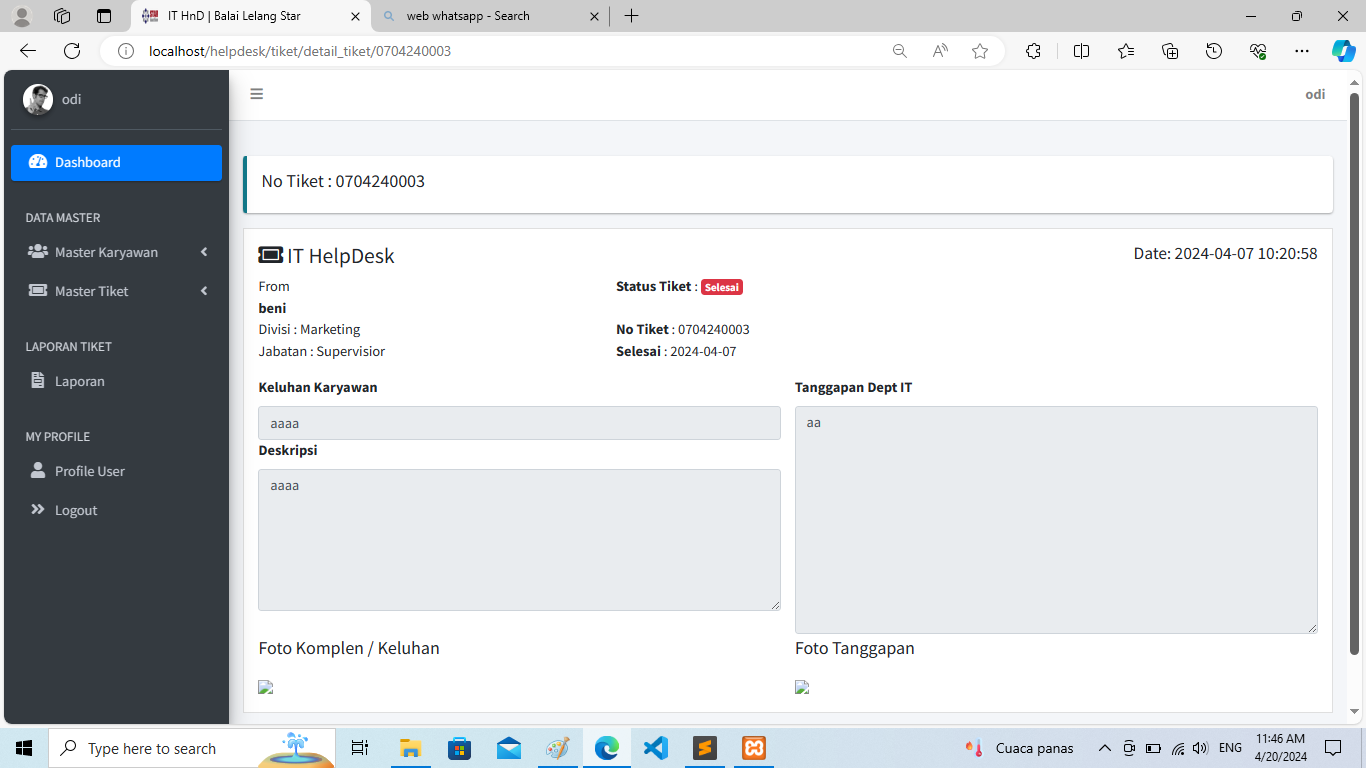 IT HnD | Balai Lelang Star
web whatsapp - Search
localhost/helpdesk/tiket/detail_tiket/0704240003
odi
odi
Dashboard
DATA MASTER
Master Karyawan
Master Tiket
LAPORAN TIKET
Laporan
MY PROFILE
Profile User
Logout
No Tiket : 0704240003
IT HelpDesk
Date: 2024-04-07 10:20:58
From
Status Tiket : Selesai
beni
Divisi : Marketing
No Tiket : 0704240003
Jabatan : Supervisior
Selesai : 2024-04-07
Keluhan Karyawan
Tanggapan Dept IT
aaaa
aa
Deskripsi
aaaa
Foto Komplen / Keluhan
Foto Tanggapan
Type here to search
Cuaca panas
ENG
11:46 AM
4/20/2024